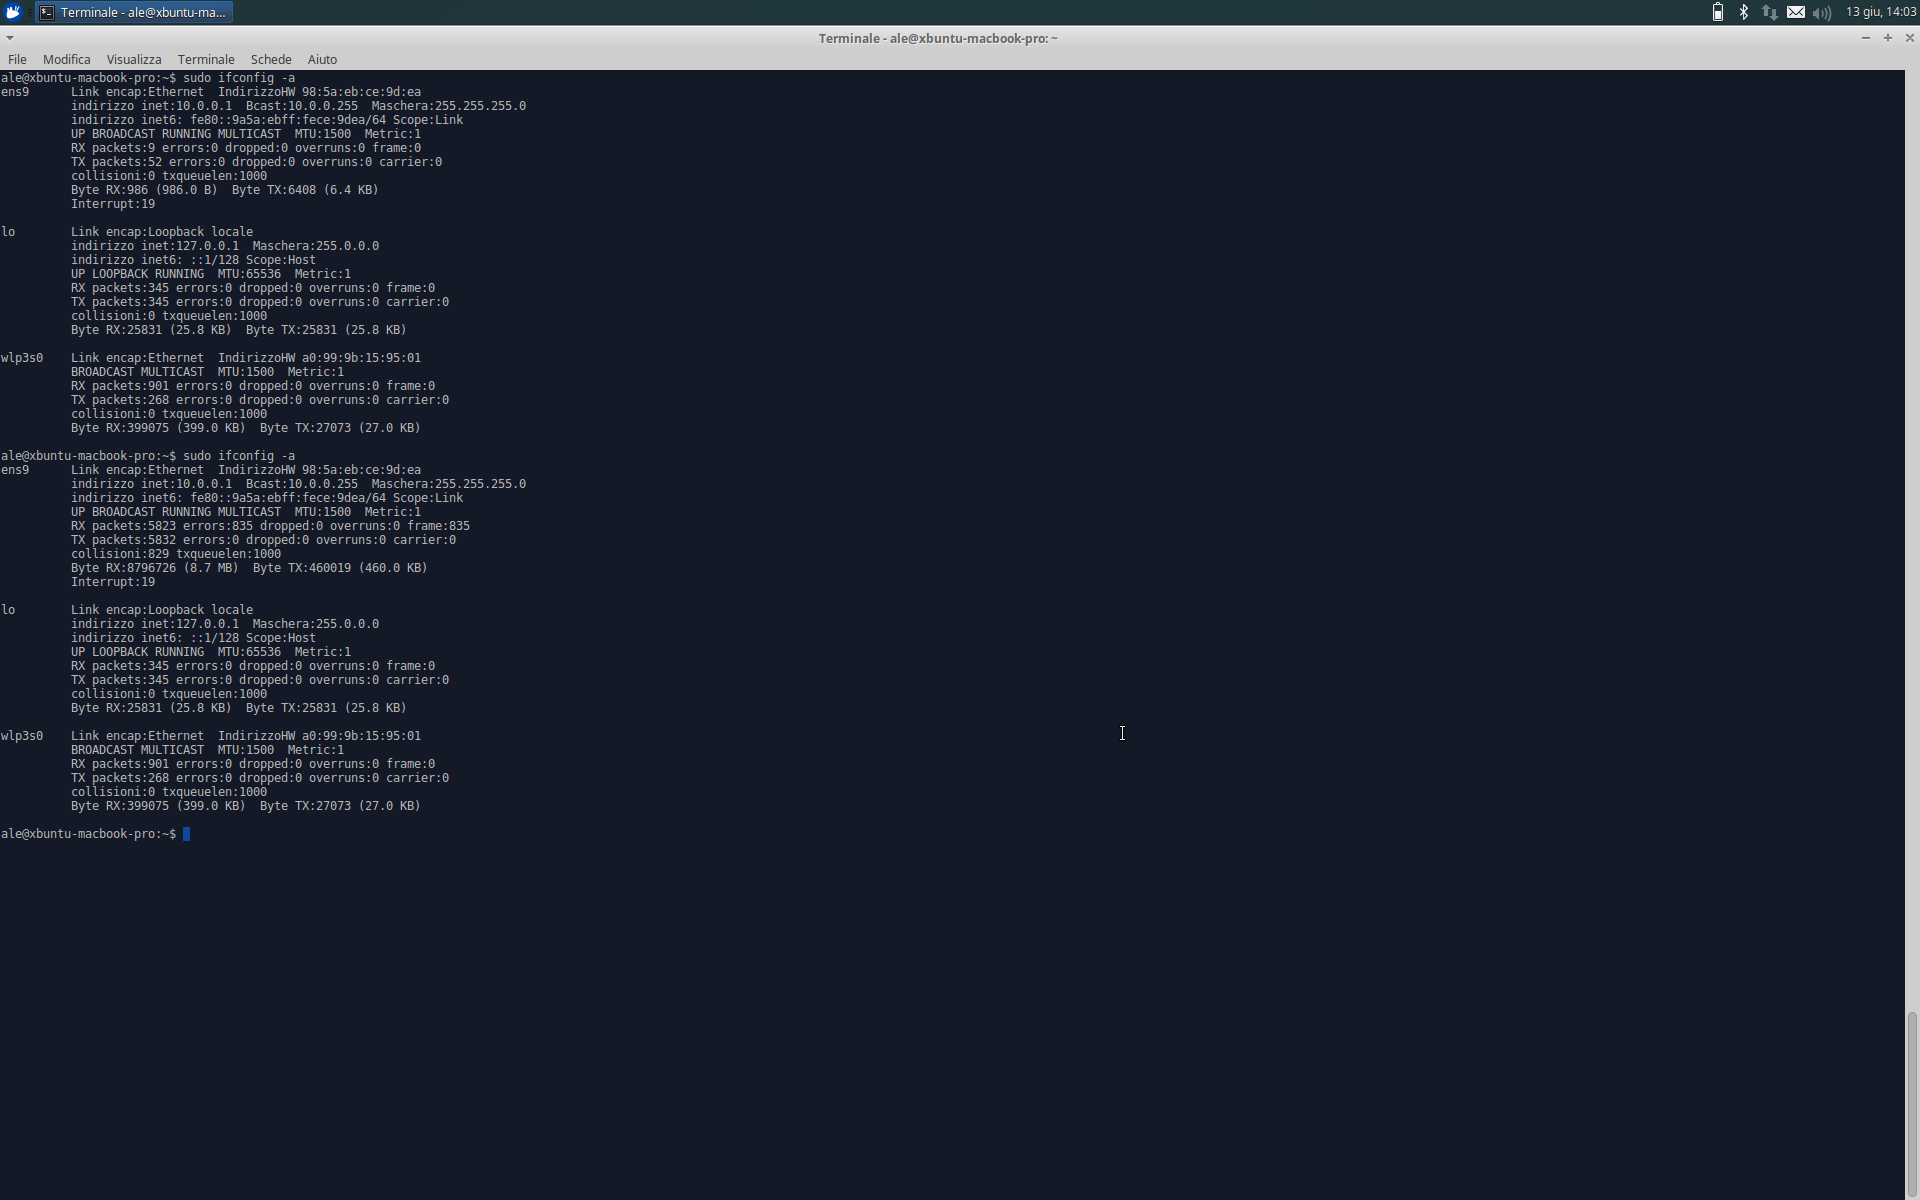 Terminale - ale@xbuntu-ma...
13 giu, 14:03
Terminale - ale@xbuntu-macbook-pro: ~
File Modifica Visualizza Terminale Schede Aiuto
ale@xbuntu-macbook-pro:~$ sudo ifconfig -a
ens9 Link encap:Ethernet IndirizzoHW 98:5a:eb:ce:9d:ea
indirizzo inet:10.0.0.1 Bcast:10.0.0.255 Maschera:255.255.255.0
indirizzo inet6: fe80::9a5a:ebff:fece:9dea/64 Scope:Link
UP BROADCAST RUNNING MULTICAST MTU:1500 Metric:1
RX packets:9 errors:0 dropped:0 overruns:0 frame:0
TX packets:52 errors:0 dropped:0 overruns:0 carrier:0
collisioni:0 txqueuelen:1000
Byte RX:986 (986.0 B) Byte TX:6408 (6.4 KB)
Interrupt:19
lo Link encap:Loopback locale
indirizzo inet:127.0.0.1 Maschera:255.0.0.0
indirizzo inet6: ::1/128 Scope:Host
UP LOOPBACK RUNNING MTU:65536 Metric:1
RX packets:345 errors:0 dropped:0 overruns:0 frame:0
TX packets:345 errors:0 dropped:0 overruns:0 carrier:0
collisioni:0 txqueuelen:1000
Byte RX:25831 (25.8 KB) Byte TX:25831 (25.8 KB)
wlp3s0 Link encap:Ethernet IndirizzoHW a0:99:9b:15:95:01
BROADCAST MULTICAST MTU:1500 Metric:1
RX packets:901 errors:0 dropped:0 overruns:0 frame:0
TX packets:268 errors:0 dropped:0 overruns:0 carrier:0
collisioni:0 txqueuelen:1000
Byte RX:399075 (399.0 KB) Byte TX:27073 (27.0 KB)
ale@xbuntu-macbook-pro:~$ sudo ifconfig -a
ens9 Link encap:Ethernet IndirizzoHW 98:5a:eb:ce:9d:ea
indirizzo inet:10.0.0.1 Bcast:10.0.0.255 Maschera:255.255.255.0
indirizzo inet6: fe80::9a5a:ebff:fece:9dea/64 Scope:Link
UP BROADCAST RUNNING MULTICAST MTU:1500 Metric:1
RX packets:5823 errors:835 dropped:0 overruns:0 frame:835
TX packets:5832 errors:0 dropped:0 overruns:0 carrier:0
collisioni:829 txqueuelen:1000
Byte RX:8796726 (8.7 MB) Byte TX:460019 (460.0 KB)
Interrupt:19
lo Link encap:Loopback locale
indirizzo inet:127.0.0.1 Maschera:255.0.0.0
indirizzo inet6: ::1/128 Scope:Host
UP LOOPBACK RUNNING MTU:65536 Metric:1
RX packets:345 errors:0 dropped:0 overruns:0 frame:0
TX packets:345 errors:0 dropped:0 overruns:0 carrier:0
collisioni:0 txqueuelen:1000
Byte RX:25831 (25.8 KB) Byte TX:25831 (25.8 KB)
wlp3s0 Link encap:Ethernet IndirizzoHW a0:99:9b:15:95:01
BROADCAST MULTICAST MTU:1500 Metric:1
RX packets:901 errors:0 dropped:0 overruns:0 frame:0
TX packets:268 errors:0 dropped:0 overruns:0 carrier:0
collisioni:0 txqueuelen:1000
Byte RX:399075 (399.0 KB) Byte TX:27073 (27.0 KB)
ale@xbuntu-macbook-pro:~$